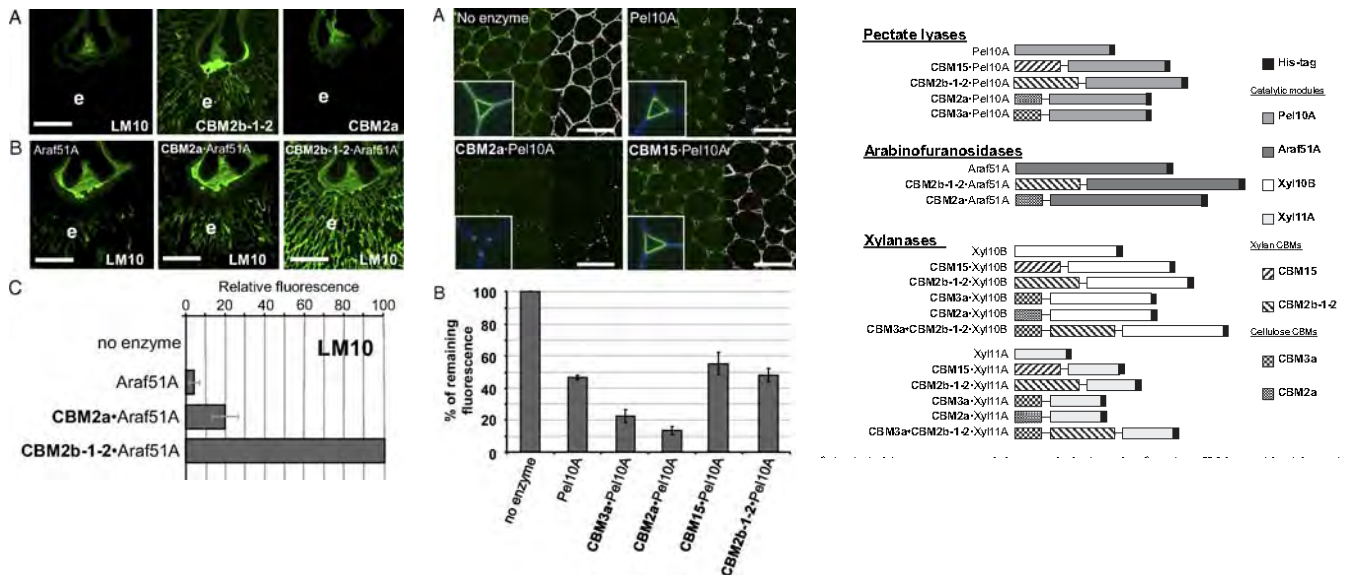 A
e
LM10
e
CBM2b-1-2
CBM2a
B
Araf51A
e
LM10
CBM2a•Araf51A
e
LM10
CBM2b-1-2•Araf51A
e
LM10
C
Relative fluorescence
0 20 40 60 80 100
LM10
no enzyme
Araf51A
CBM2a•Araf51A
CBM2b-1-2•Araf51A
A
No enzyme
Pel10A
CBM2a•Pel10A
CBM15•Pel10A
B
% of remaining
fluorescence
100
80
60
40
20
0
no enzyme
Pel10A
CBM3a•Pel10A
CBM2a•Pel10A
CBM15•Pel10A
CBM2b-1-2•Pel10A
Pectate lyases
Pel10A
CBM15•Pel10A
CBM2b-1-2•Pel10A
CBM2a•Pel10A
CBM3a•Pel10A
Arabinofuranosidases
Araf51A
CBM2b-1-2•Araf51A
CBM2a•Araf51A
Xylanases
Xyl10B
CBM15•Xyl10B
CBM2b-1-2•Xyl10B
CBM3a•Xyl10B
CBM2a•Xyl10B
CBM3a•CBM2b-1-2•Xyl10B
Xyl11A
CBM15•Xyl11A
CBM2b-1-2•Xyl11A
CBM3a•Xyl11A
CBM2a•Xyl11A
CBM3a•CBM2b-1-2•Xyl11A
His-tag
Catalytic modules
Pel10A
Araf51A
Xyl10B
Xyl11A
Xylan CBMs
CBM15
CBM2b-1-2
Cellulose CBMs
CBM3a
CBM2a